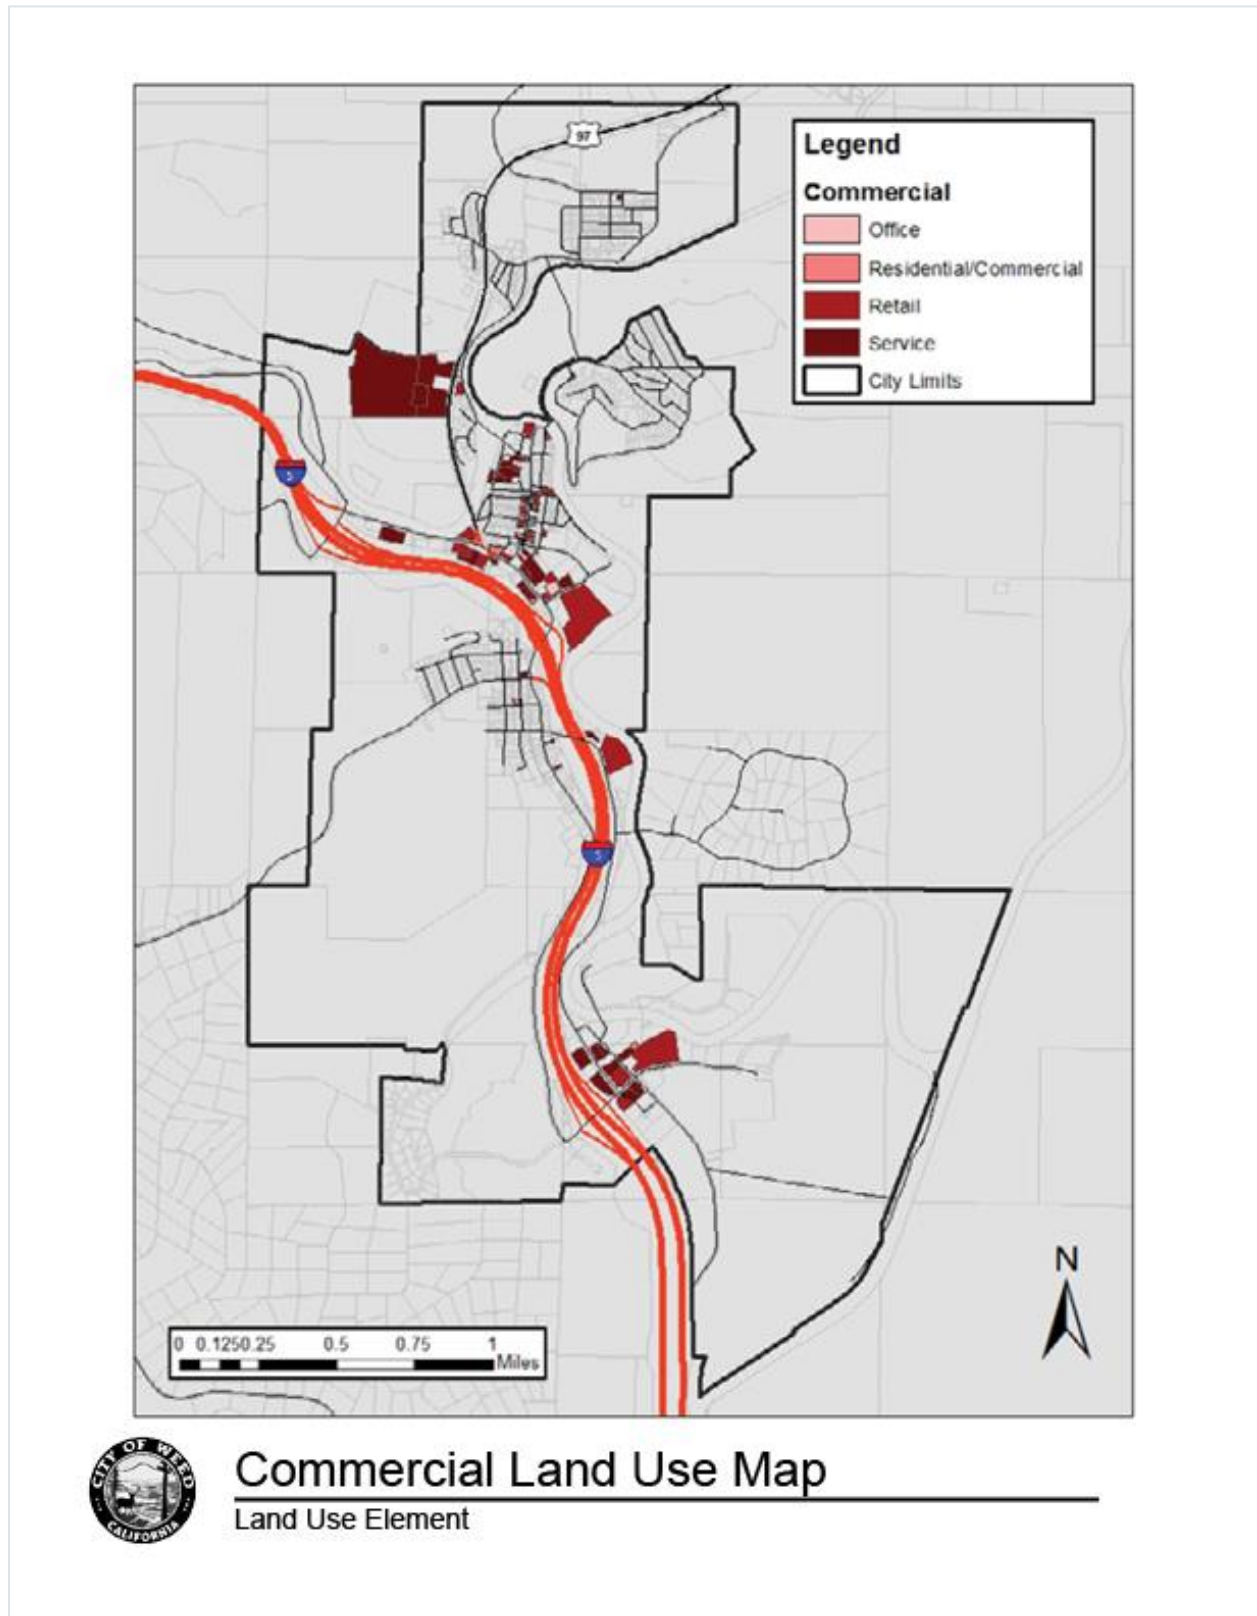 97
Legend
Commercial
Office
Residential/Commercial
Retail
Service
City Limits
5
5
N
0 0.1250.25 0.5 0.75 1
Miles
CITY OF WEED
CALIFORNIA
Commercial Land Use Map
Land Use Element